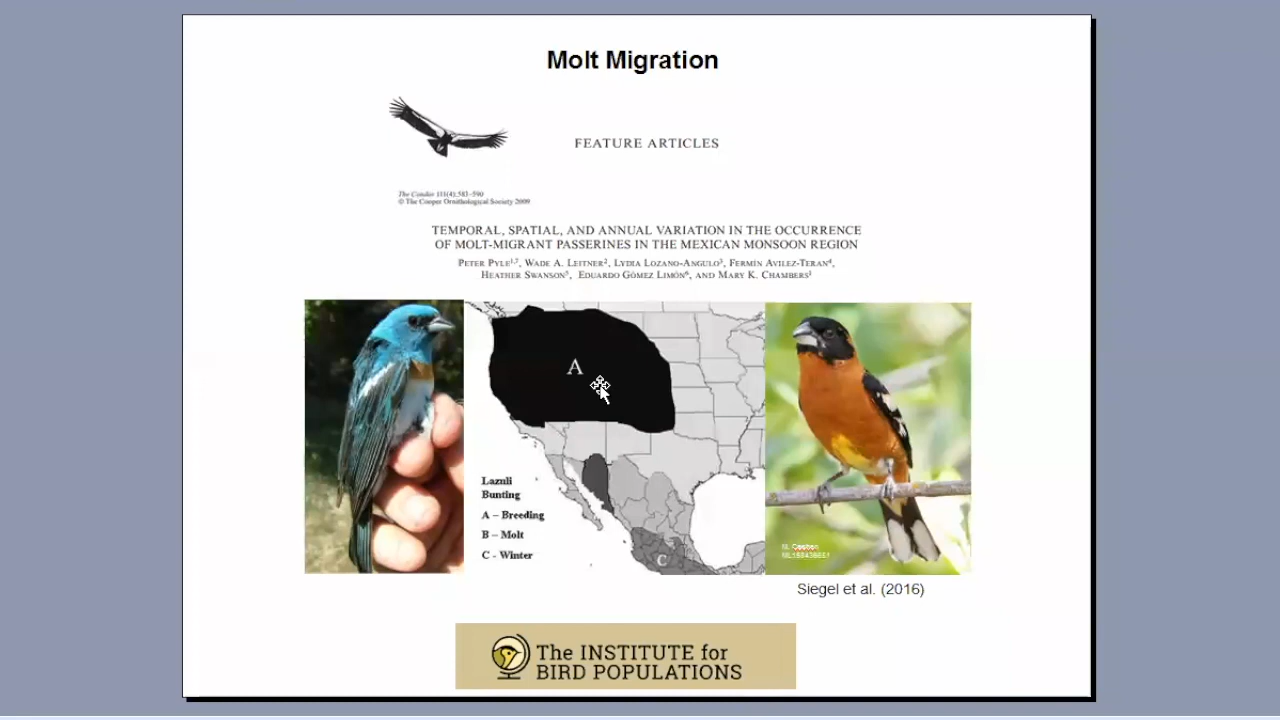 Molt Migration
FEATURE ARTICLES
The Condor 111(4):583–590
© The Cooper Ornithological Society 2009
TEMPORAL, SPATIAL, AND ANNUAL VARIATION IN THE OCCURRENCE
OF MOLT-MIGRANT PASSERINES IN THE MEXICAN MONSOON REGION
Peter Pyle1,7, Wade A. Leitner2, Lydia Lozano-Angulo3, Fermin Avilez-Teran4,
Heather Swanson5, Eduardo Gómez Limón6, and Mary K. Chambers1
A
Lazuli
Bunting
A – Breeding
B – Molt
C - Winter
C
Siegel et al. (2016)
The INSTITUTE for
BIRD POPULATIONS